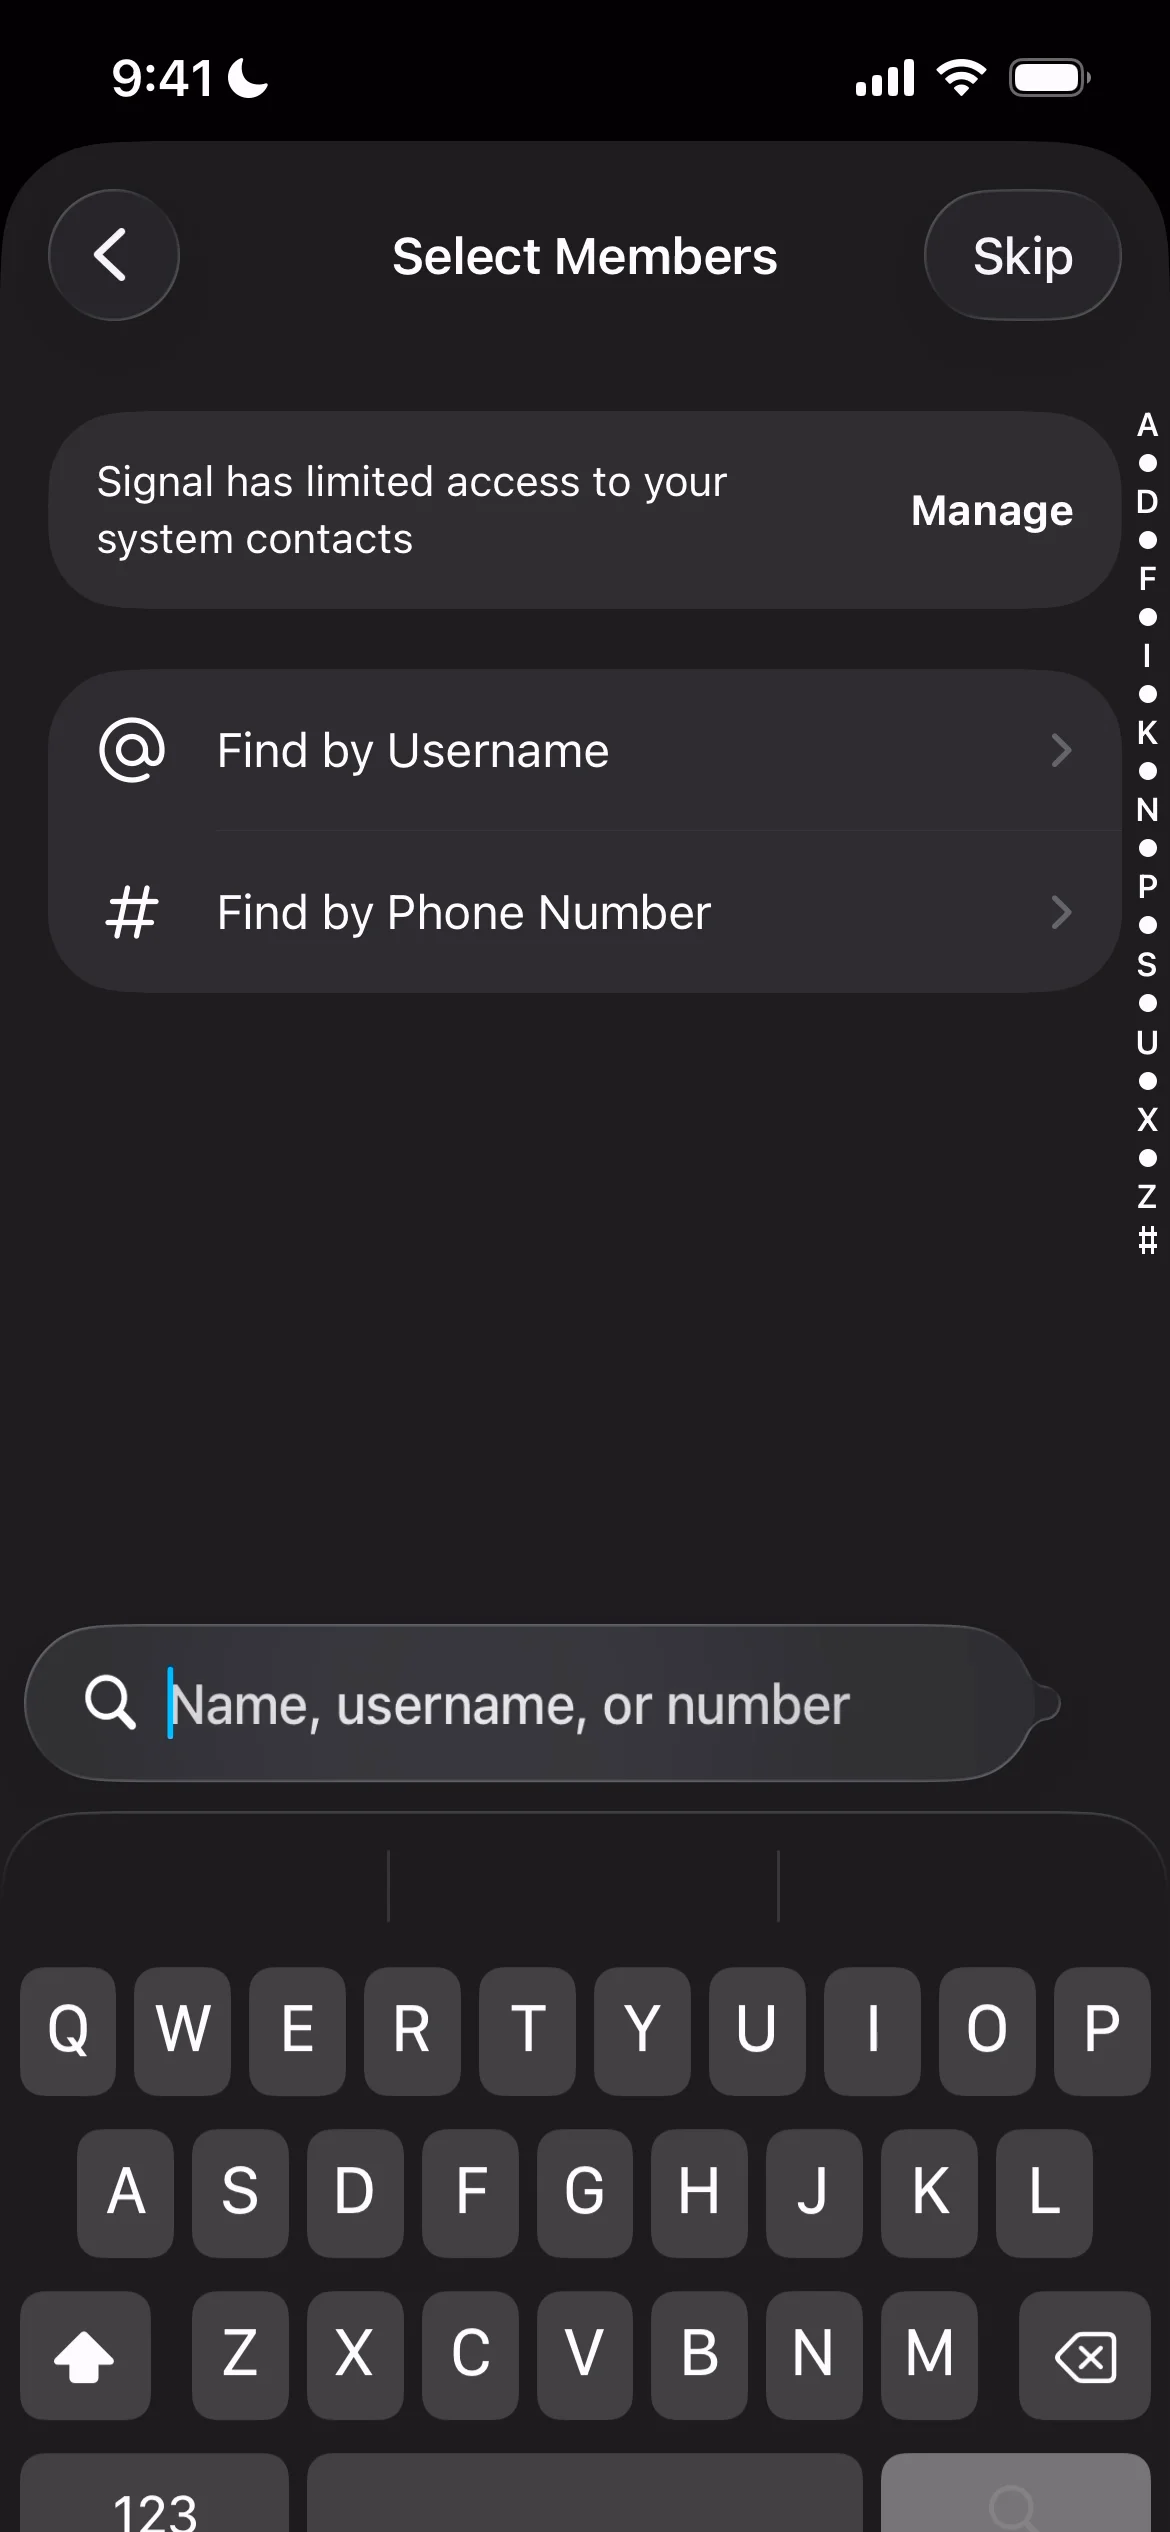 9:41
Select Members
Skip
Signal has limited access to your
system contacts
Manage
@ Find by Username
# Find by Phone Number
A
D
F
I
K
N
P
S
U
X
Z
#
Name, username, or number
Q W E R T Y U I O P
A S D F G H J K L
Z X C V B N M
123